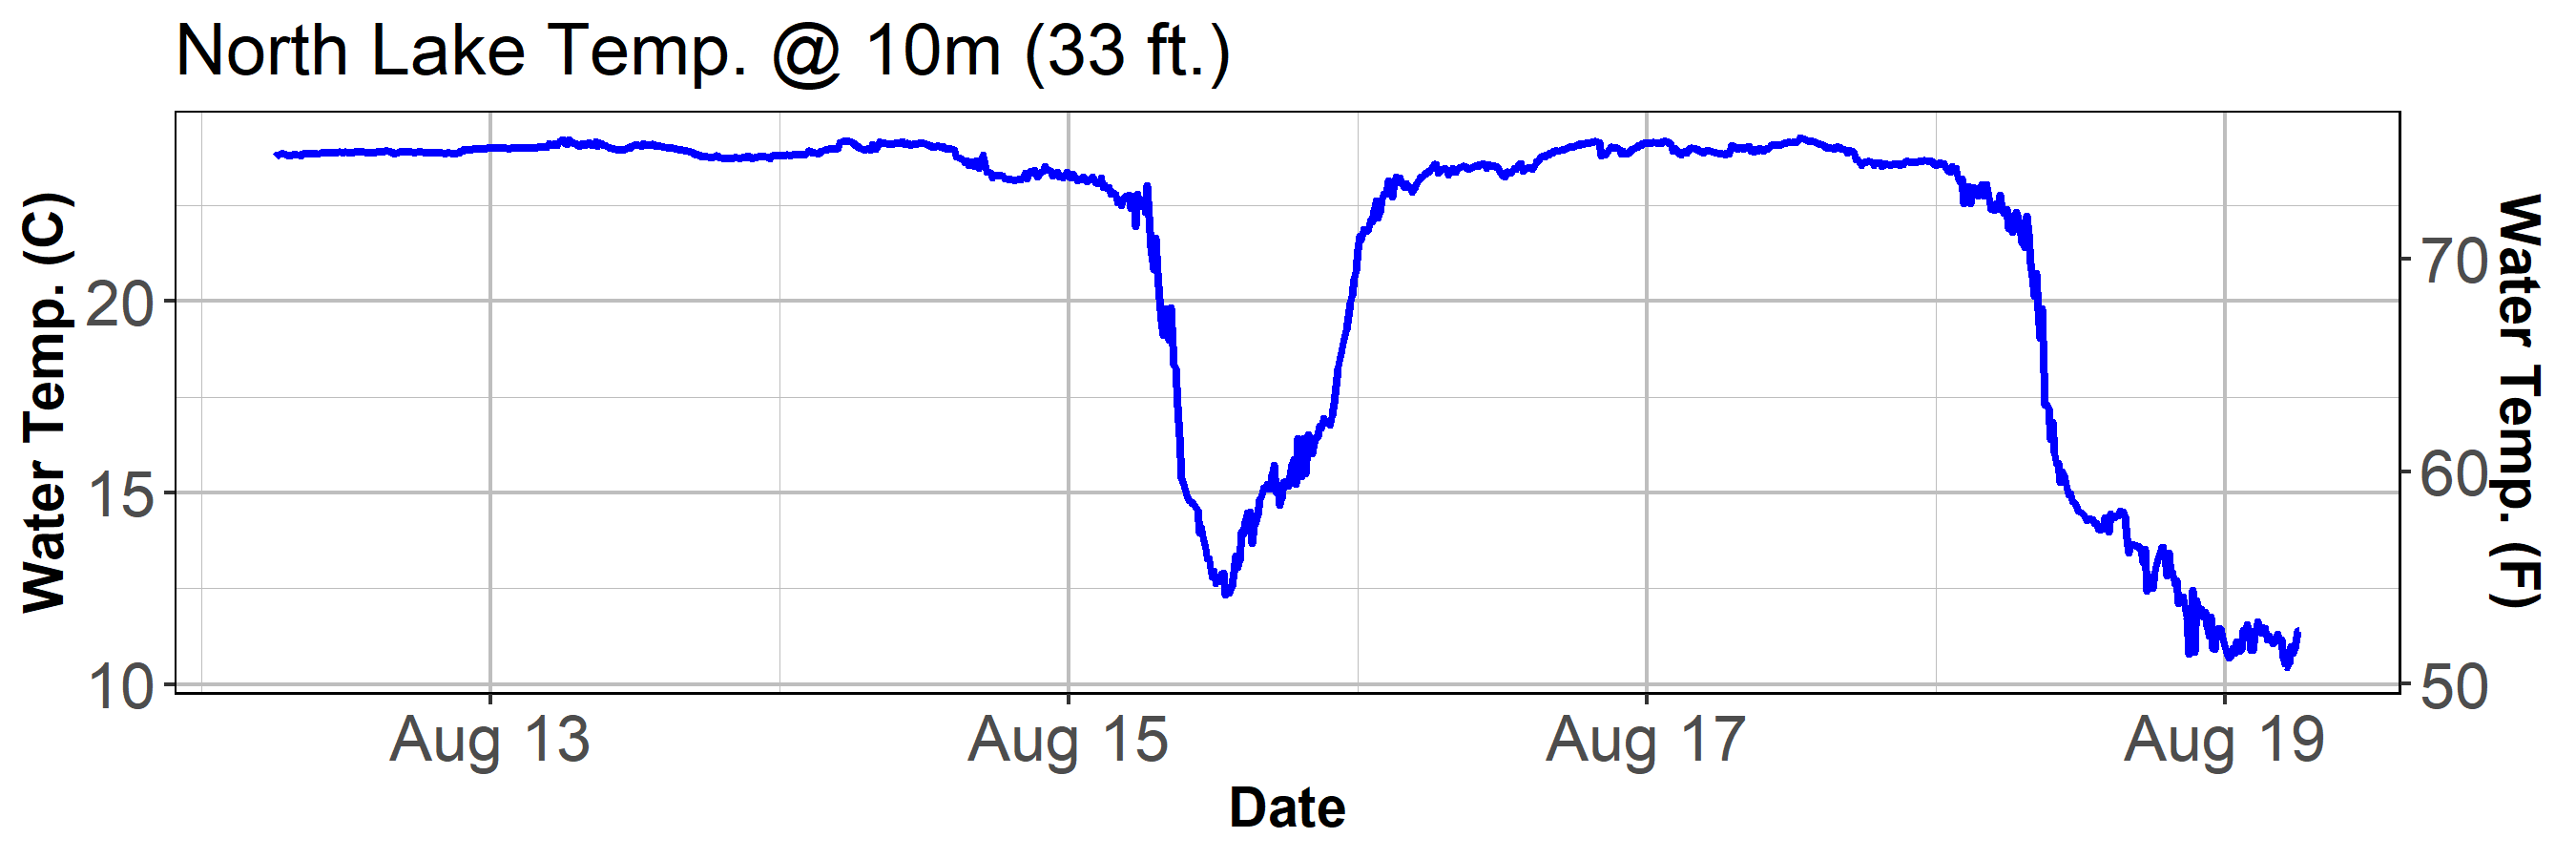 North Lake Temp. @ 10m (33 ft.)
Water Temp. (C)
20
15
10
70
60
50
Water Temp. (F)
Aug 13 Aug 15 Aug 17 Aug 19
Date